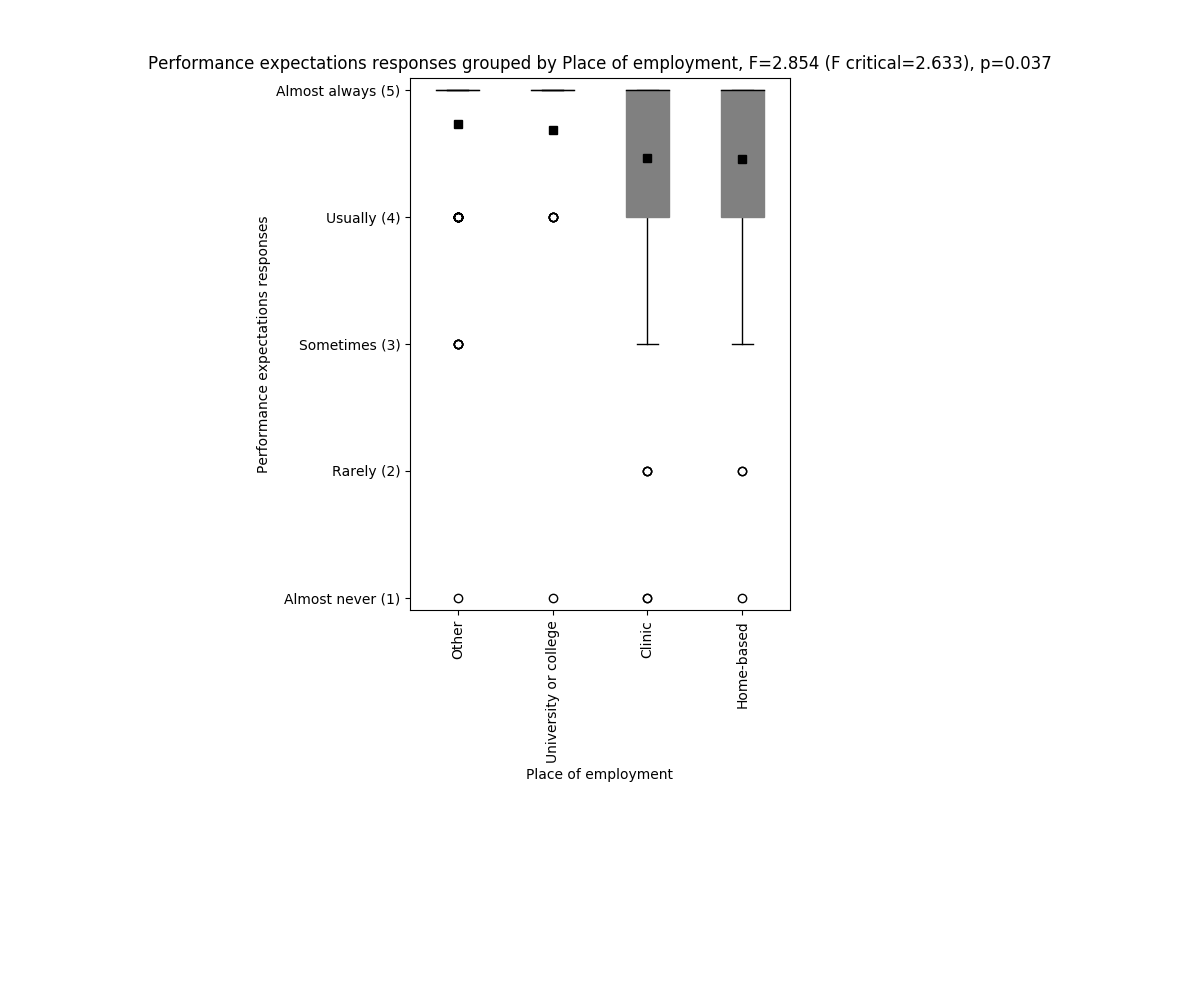 Performance expectations responses grouped by Place of employment, F=2.854 (F critical=2.633), p=0.037
Almost always (5)
Usually (4)
Sometimes (3)
Rarely (2)
Almost never (1)
Performance expectations responses
Other
University or college
Clinic
Home-based
Place of employment